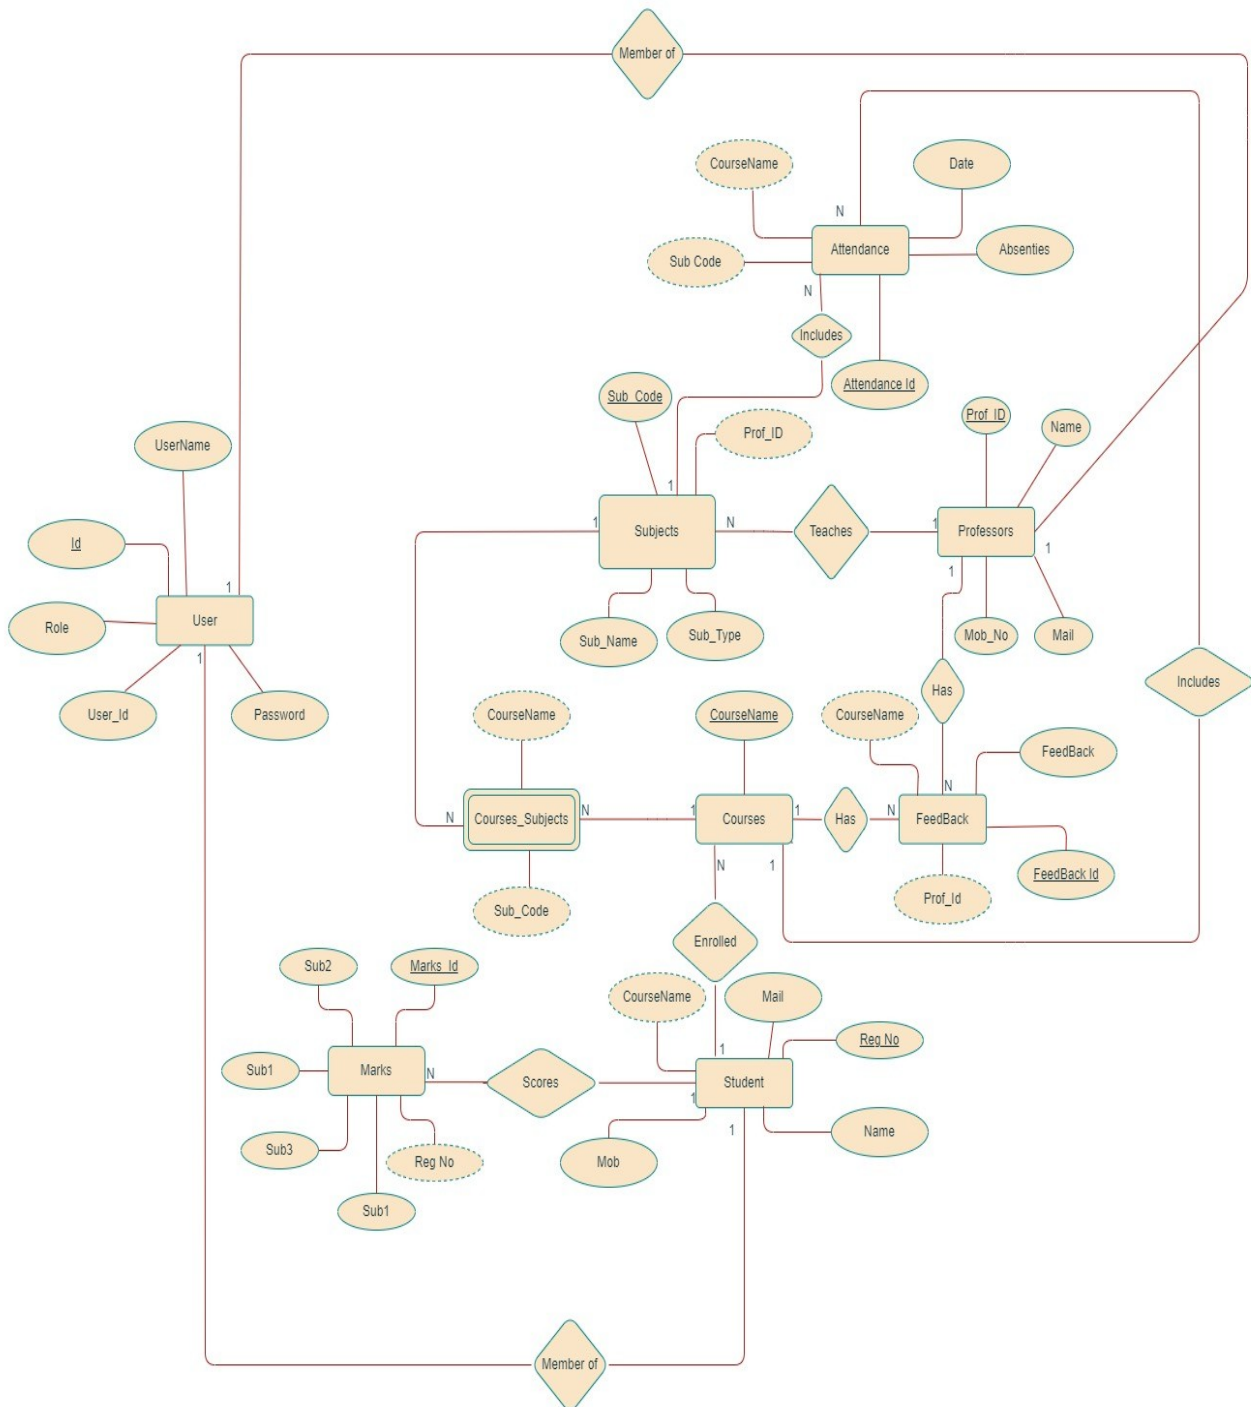 Member of
CourseName
Date
N
Attendance
Sub Code
Absenties
N
Includes
Attendance Id
Sub_Code
Prof_ID
Prof_ID
Name
UserName
1
1
Subjects
N
Teaches
1
Professors
1
Id
1
1
User
Role
1
Sub_Name
Sub_Type
Mob_No
Mail
User_Id
Password
Has
Includes
CourseName
CourseName
CourseName
FeedBack
N
N
Courses_Subjects
N
1
Courses
1
Has
N
FeedBack
N
1
FeedBack Id
Sub_Code
Prof_Id
Enrolled
Sub2
Marks_Id
CourseName
Mail
Reg No
1
Sub1
Marks
N
Scores
Student
1
1
Name
Sub3
Reg No
Mob
Sub1
Member of